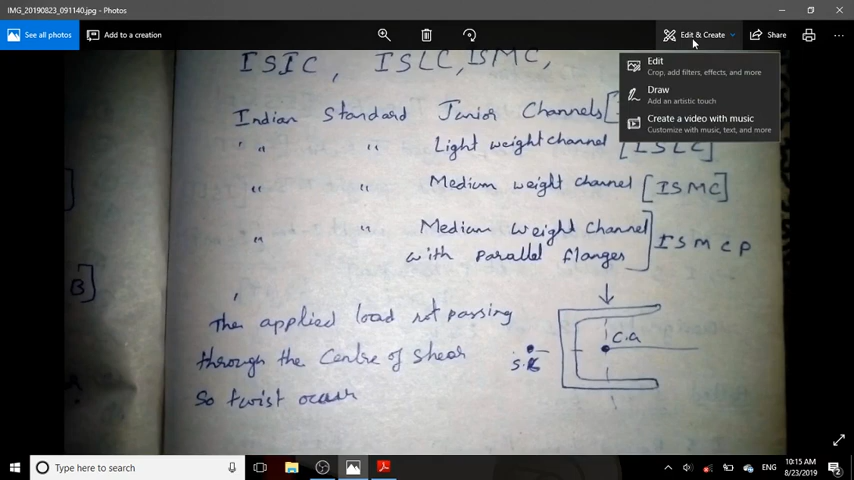 IMG_20190823_091140.jpg - Photos
See all photos
Add to a creation
Edit & Create
Share
Edit
Crop, add filters, effects, and more
Draw
Add an artistic touch
Create a video with music
Customize with music, text, and more
ISLC, ISMC,
Indian Standard Junior Channels [
" " Light weight channel [ISLC]
" " Medium weight channel [ISMC]
" " Medium weight channel
with parallel flanges ] ISMCP
B]
The applied load not passing
through the Centre of shear
So twist occur
C.G
S.C
Type here to search
ENG
10:15 AM
8/23/2019
2